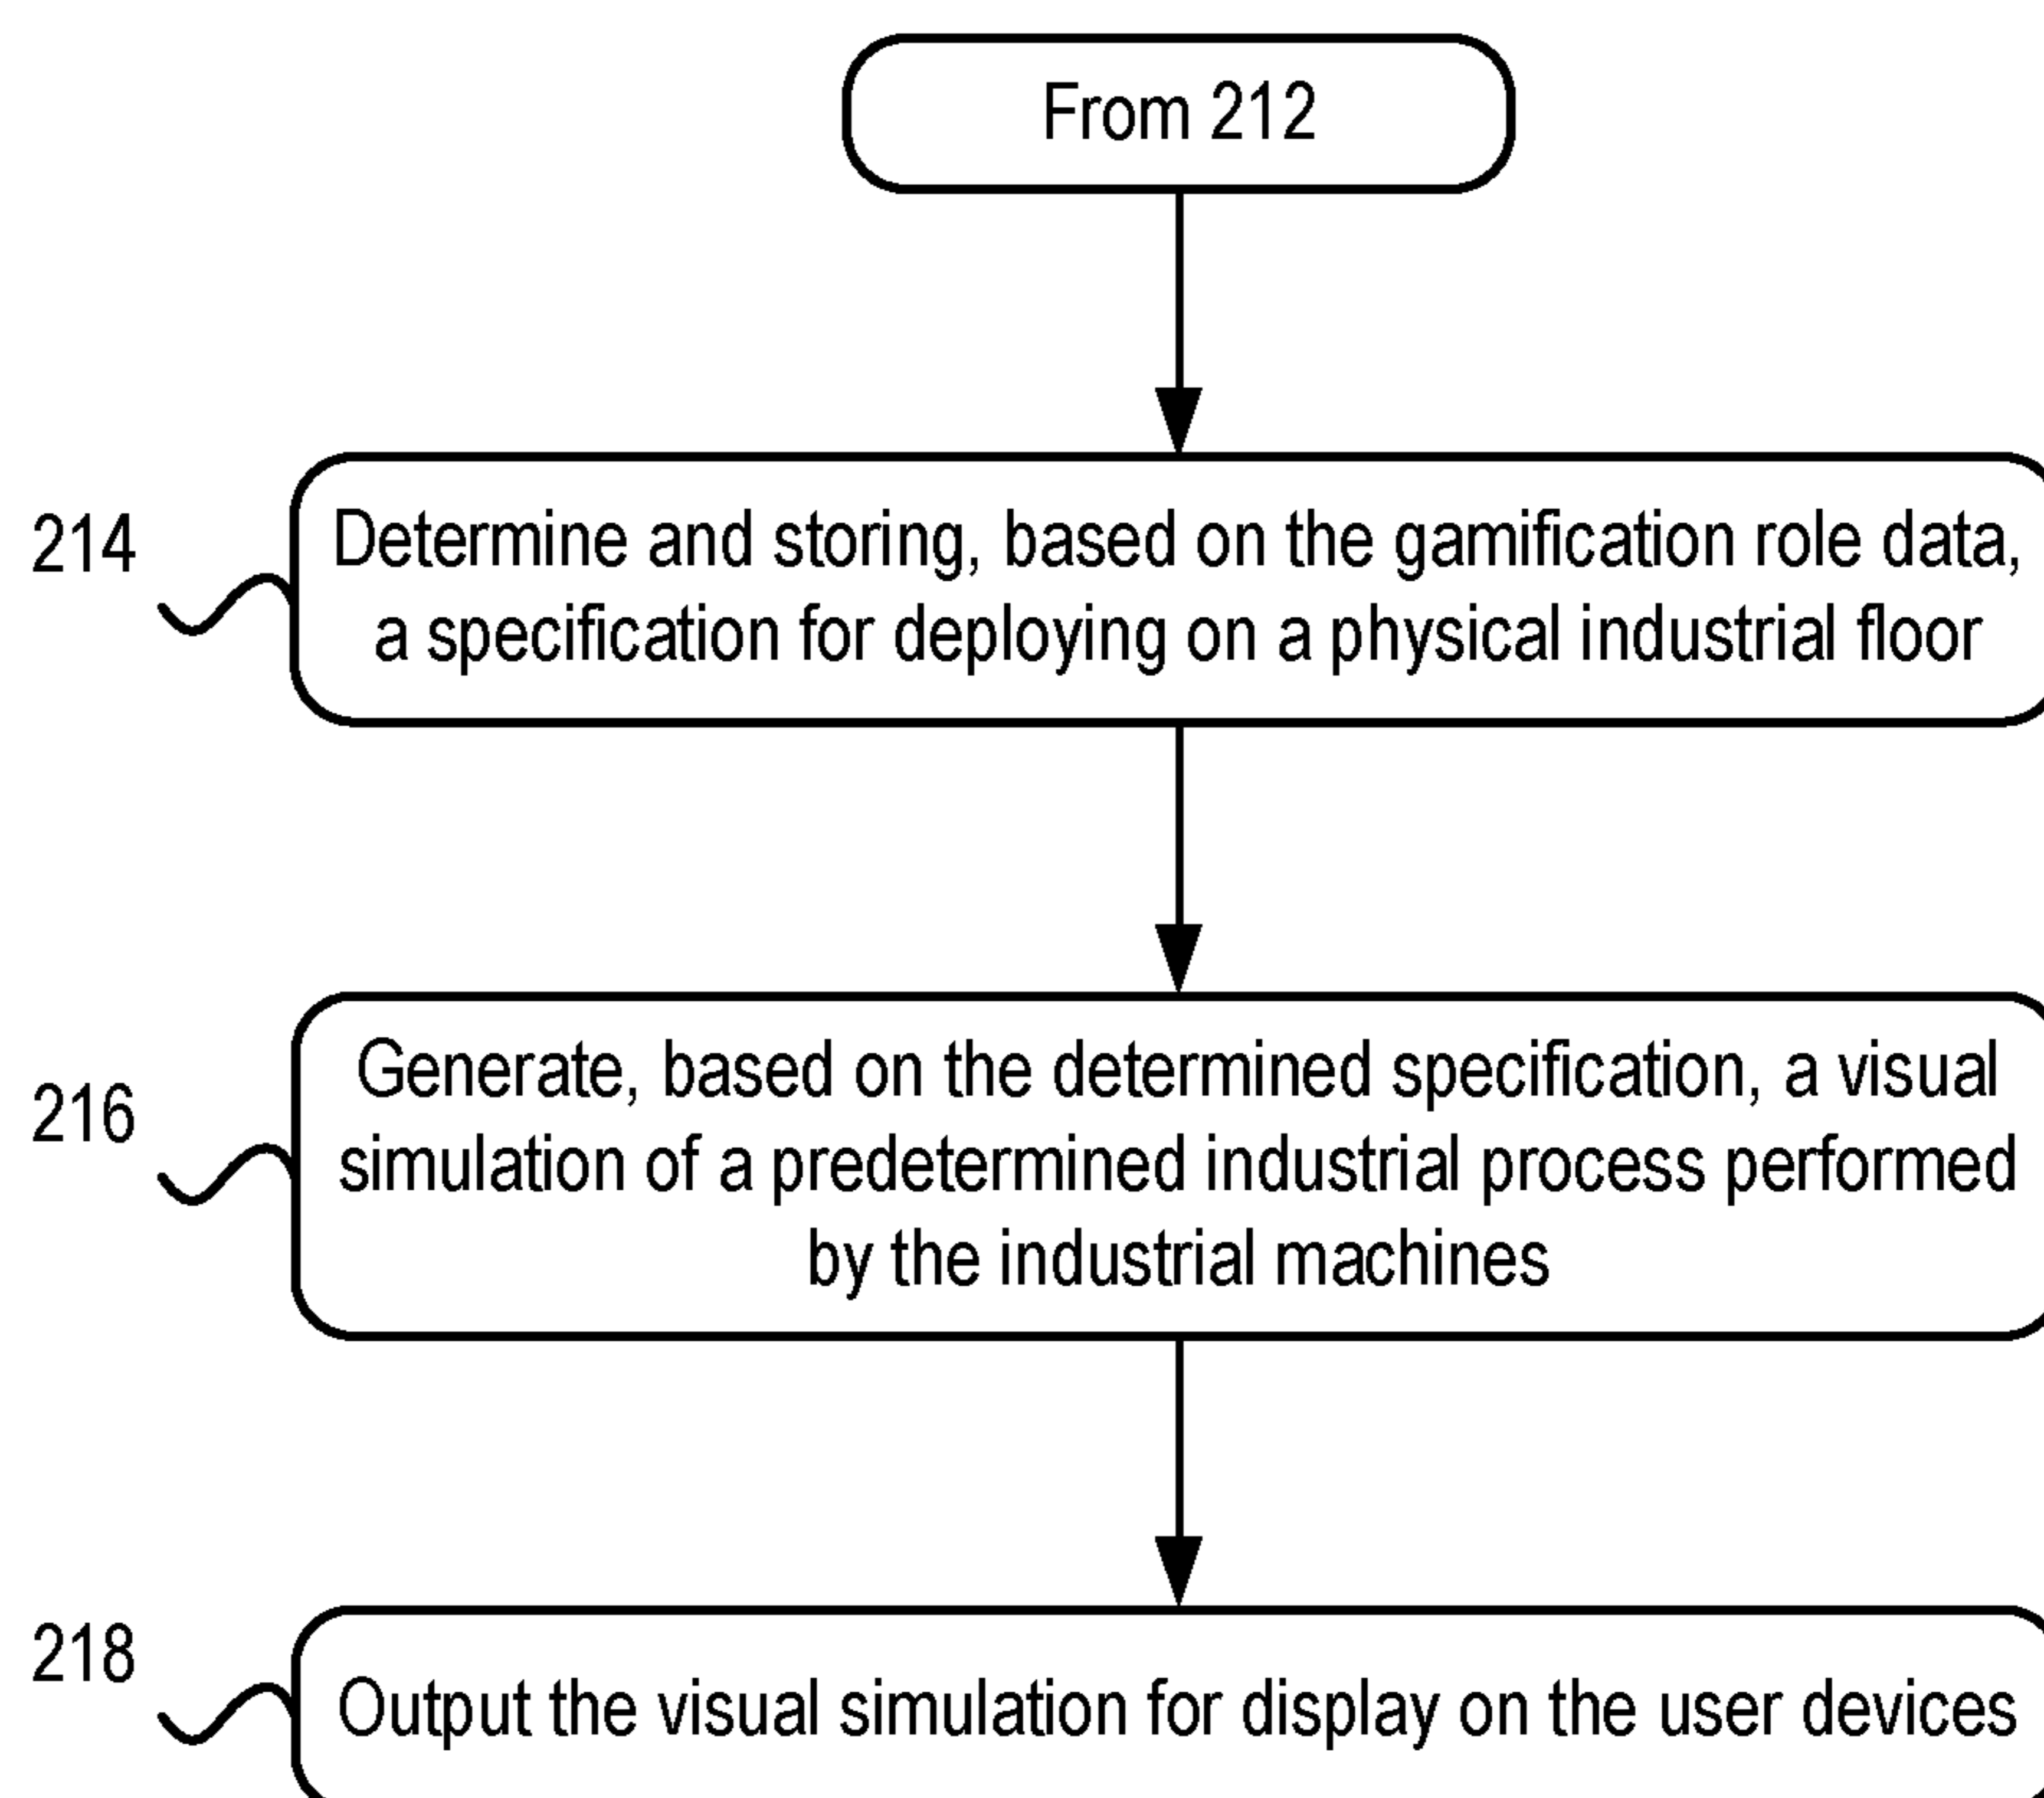 From 212
214
Determine and storing, based on the gamification role data,
a specification for deploying on a physical industrial floor
216
Generate, based on the determined specification, a visual
simulation of a predetermined industrial process performed
by the industrial machines
218
Output the visual simulation for display on the user devices